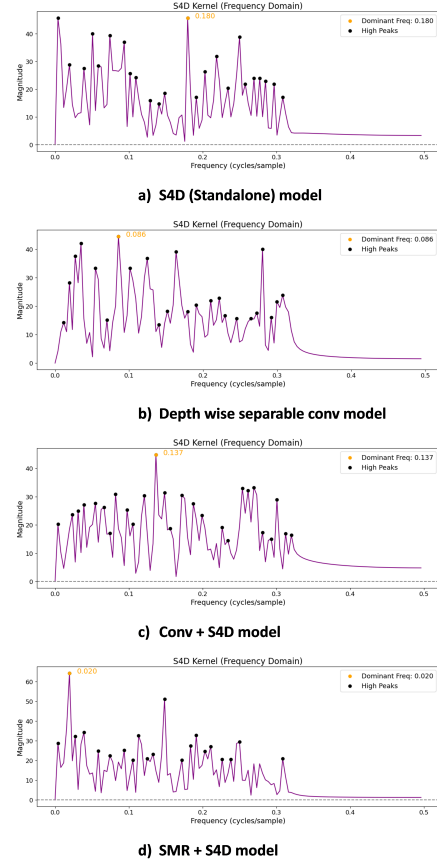 S4D Kernel (Frequency Domain)
0.180
Dominant Freq: 0.180
High Peaks
Magnitude
40
30
20
10
0
0.0 0.1 0.2 0.3 0.4 0.5
Frequency (cycles/sample)
a) S4D (Standalone) model
S4D Kernel (Frequency Domain)
0.086
Dominant Freq: 0.086
High Peaks
Magnitude
40
30
20
10
0
0.0 0.1 0.2 0.3 0.4 0.5
Frequency (cycles/sample)
b) Depth wise separable conv model
S4D Kernel (Frequency Domain)
0.137
Dominant Freq: 0.137
High Peaks
Magnitude
40
30
20
10
0
0.0 0.1 0.2 0.3 0.4 0.5
Frequency (cycles/sample)
c) Conv + S4D model
S4D Kernel (Frequency Domain)
0.020
Dominant Freq: 0.020
High Peaks
Magnitude
60
50
40
30
20
10
0
0.0 0.1 0.2 0.3 0.4 0.5
Frequency (cycles/sample)
d) SMR + S4D model